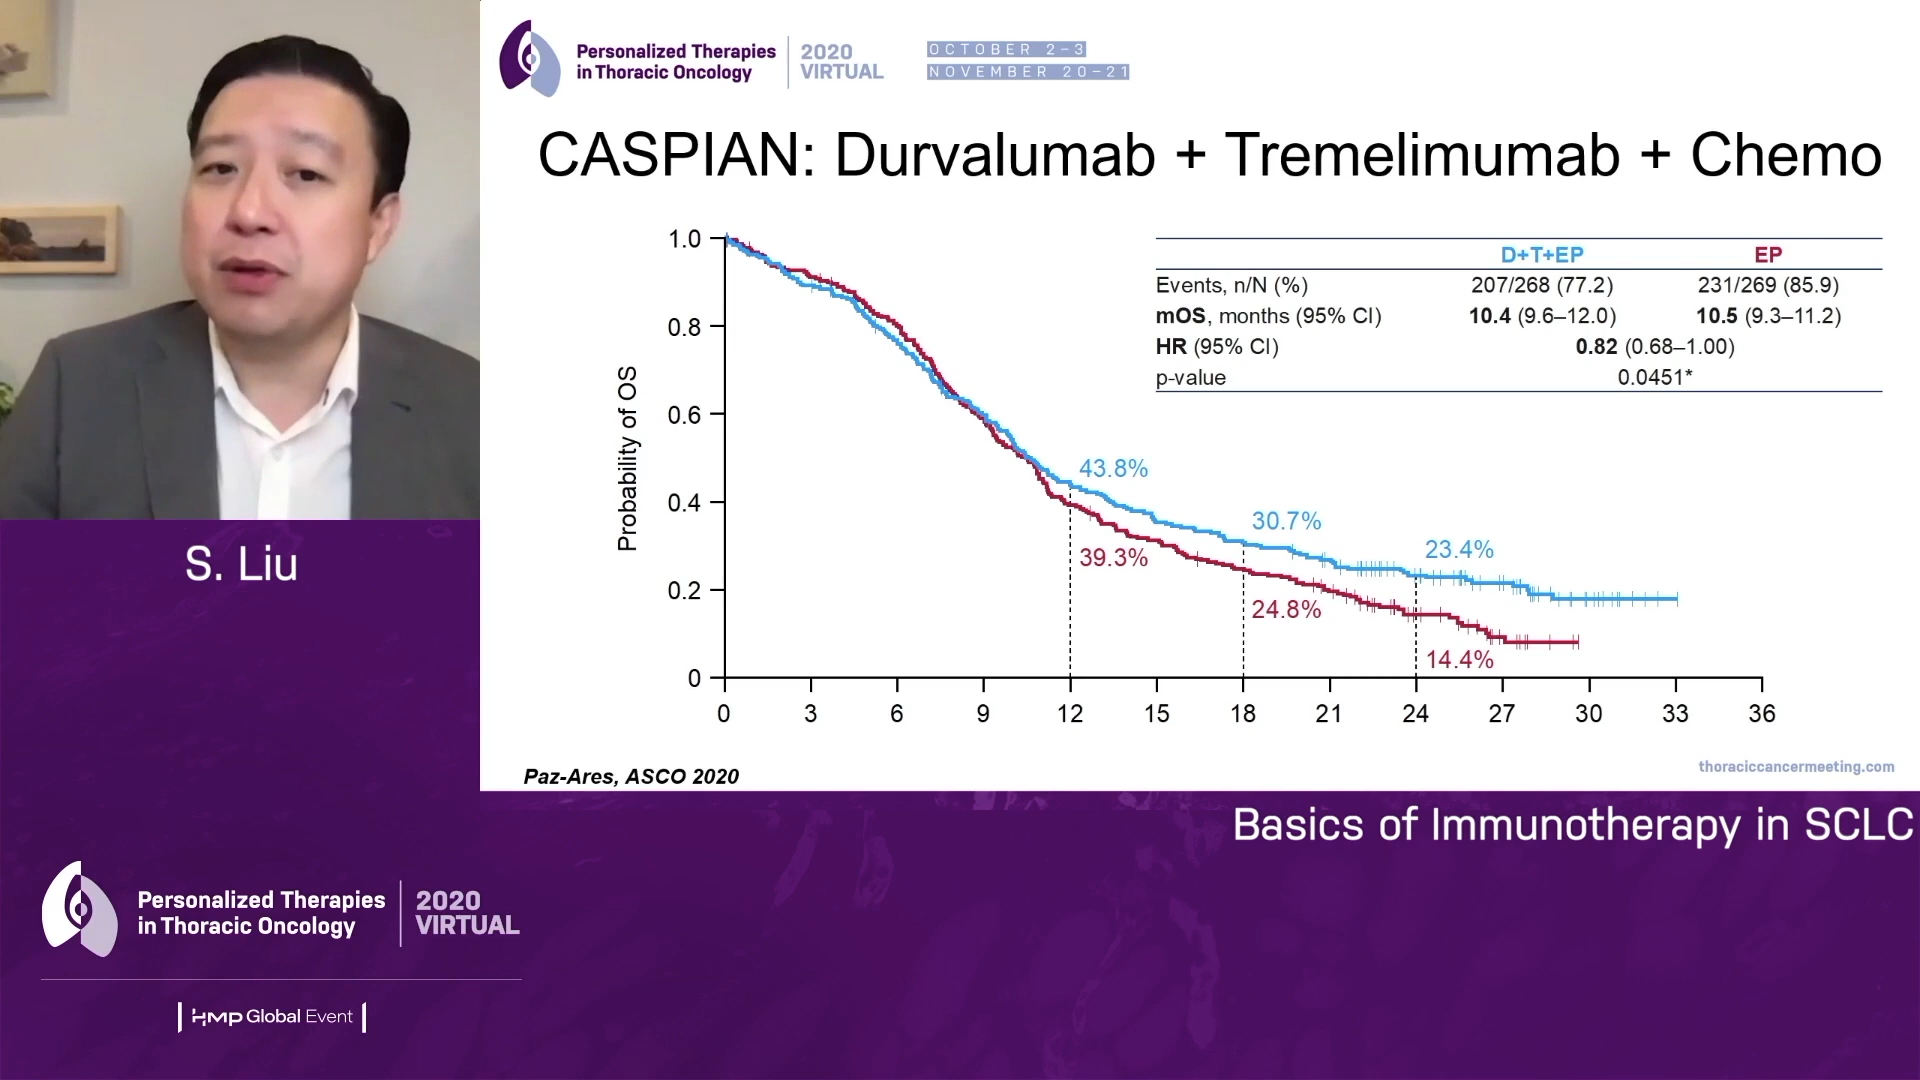 Personalized Therapies
in Thoracic Oncology
2020
VIRTUAL
OCTOBER 2–3
NOVEMBER 20–21
CASPIAN: Durvalumab + Tremelimumab + Chemo
D+T+EP EP
Events, n/N (%) 207/268 (77.2) 231/269 (85.9)
mOS, months (95% CI) 10.4 (9.6–12.0) 10.5 (9.3–11.2)
HR (95% CI) 0.82 (0.68–1.00)
p-value 0.0451*
Probability of OS
1.0
0.8
0.6
0.4
0.2
0
43.8%
39.3%
30.7%
24.8%
23.4%
14.4%
0 3 6 9 12 15 18 21 24 27 30 33 36
Paz-Ares, ASCO 2020
thoraciccancermeeting.com
S. Liu
Basics of Immunotherapy in SCLC
Personalized Therapies
in Thoracic Oncology
2020
VIRTUAL
HMP Global Event